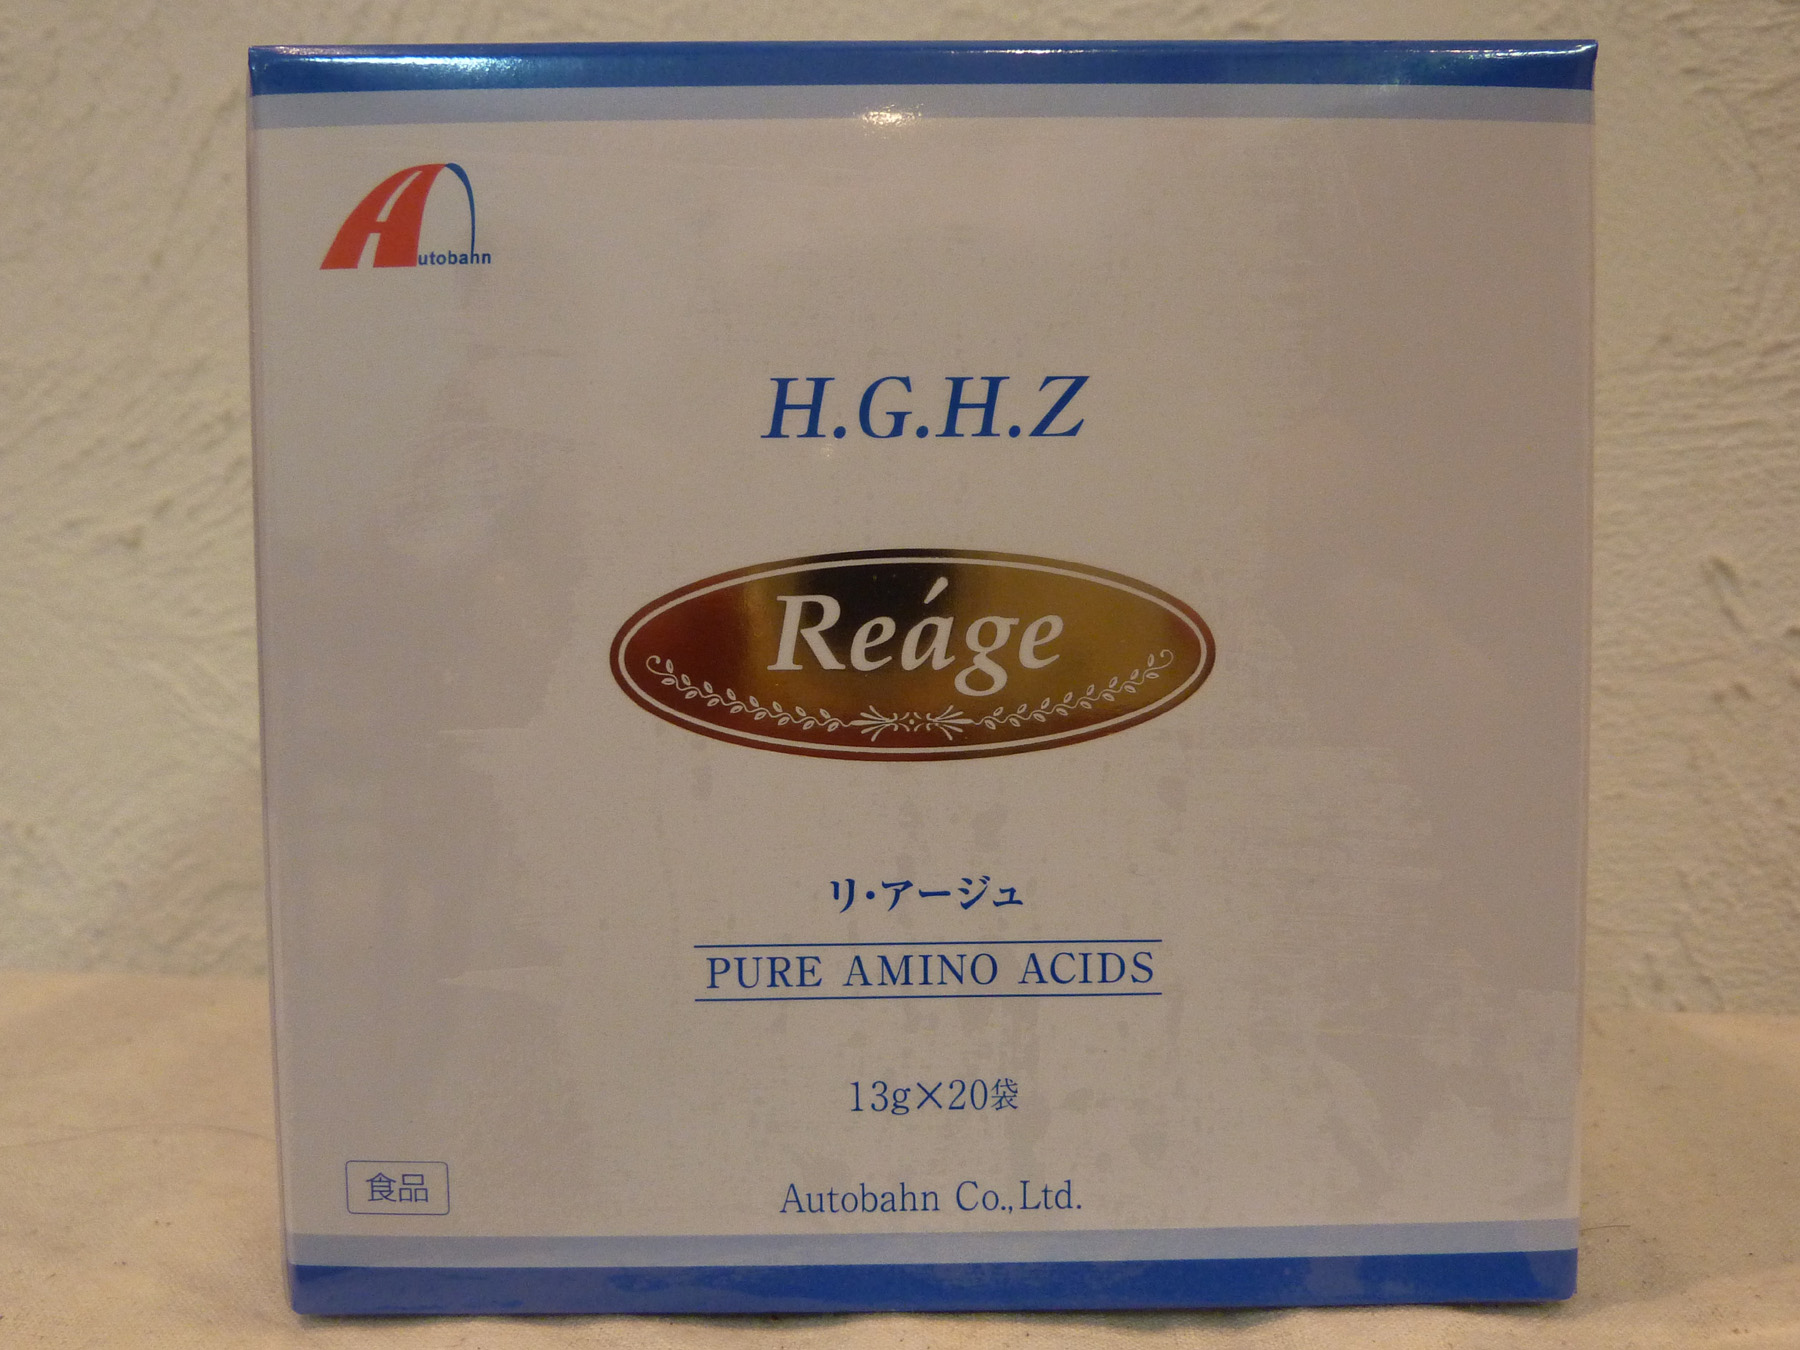 Autobahn
H.G.H.Z
Reáge
リ・アージュ
PURE AMINO ACIDS
13g×20袋
食品
Autobahn Co.,Ltd.